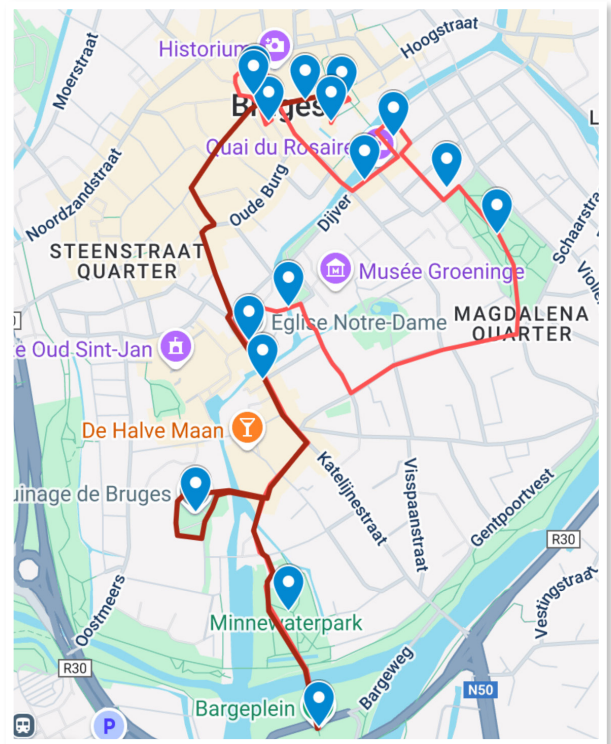 Moerstraat
Historium
Hoogstraat
Bruges
Quai du Rosaire
Noordzandstraat
Oude Burg
Dijver
Schaarstra
STEENSTRAAT
QUARTER
Musée Groeninge
Violie
Eglise Notre-Dame
MAGDALENA
QUARTER
e Oud Sint-Jan
De Halve Maan
Katelijnestraat
Visspaanstraat
Gentpoortvest
uinage de Bruges
R30
Oostmeers
Minnewaterpark
Vestingstraat
R30
Bargeweg
N50
Bargeplein
P